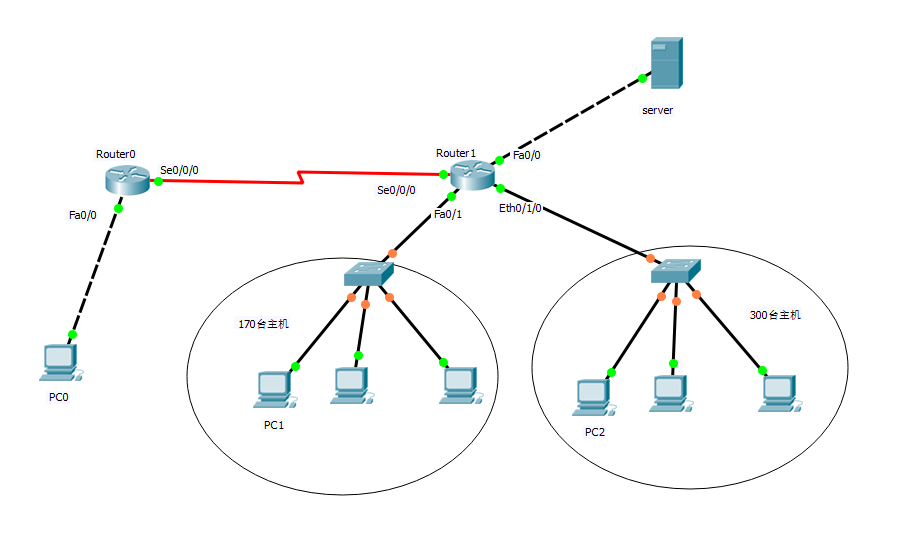 server
Router1
Fa0/0
Router0
Se0/0/0
Se0/0/0
Eth0/1/0
Fa0/0
Fa0/1
170台主机
300台主机
PC0
PC1
PC2